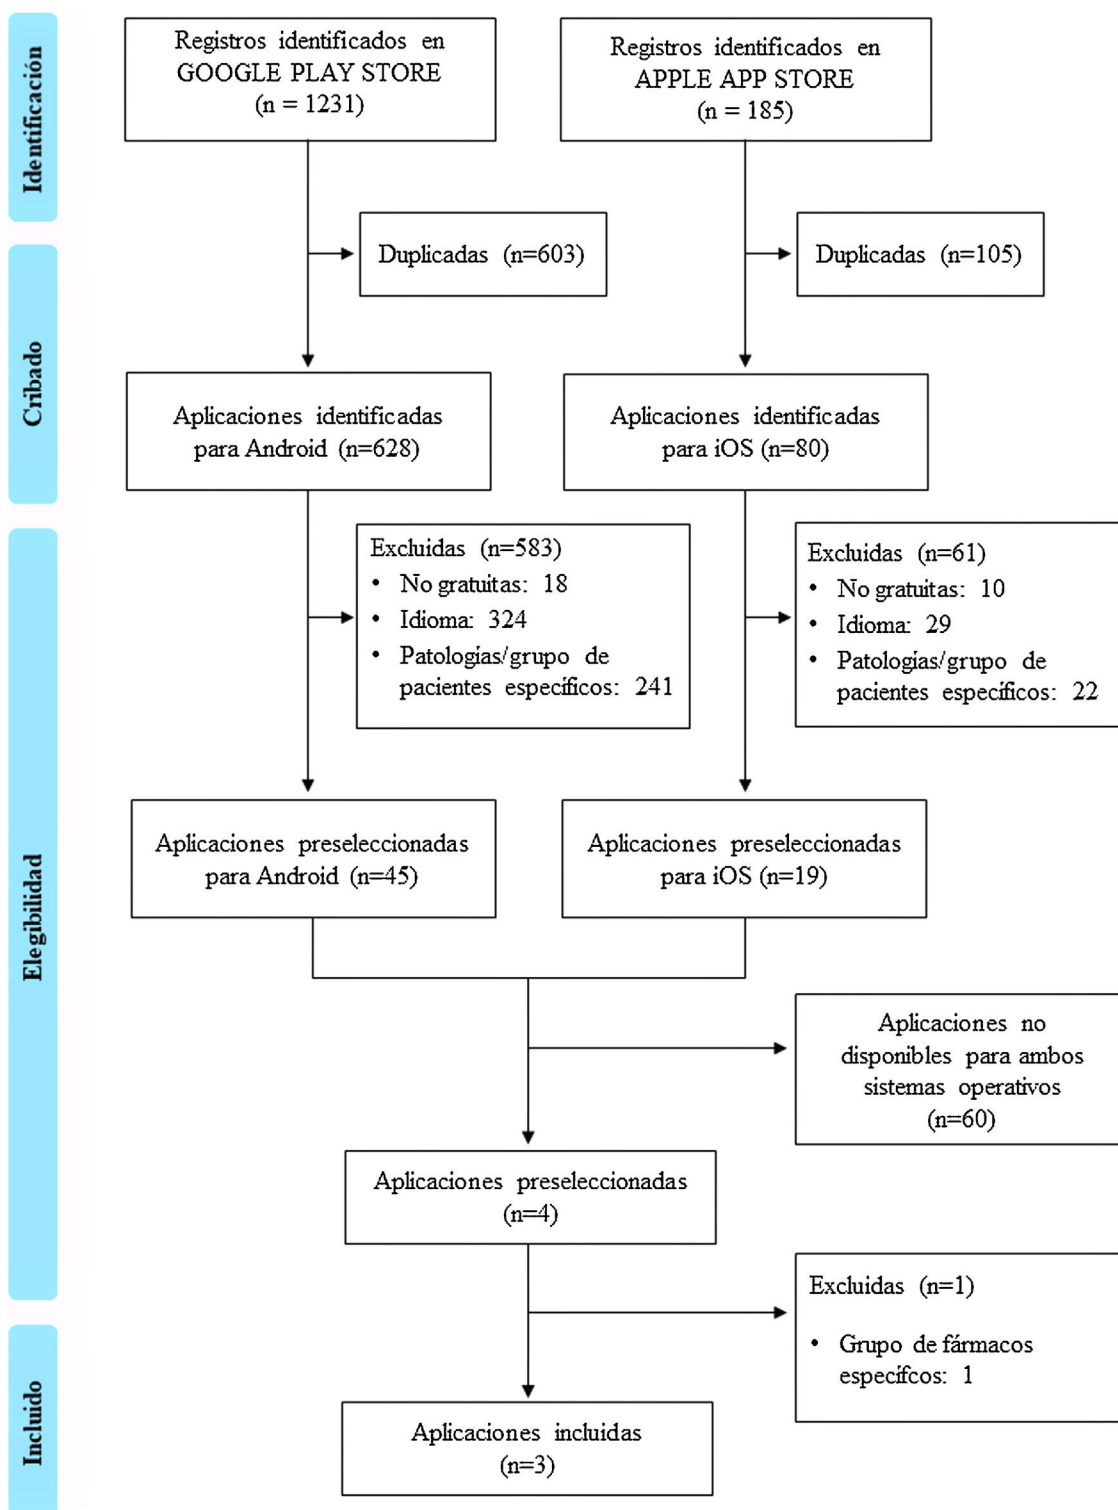 Identificación
Registros identificados en
GOOGLE PLAY STORE
(n = 1231)
Registros identificados en
APPLE APP STORE
(n = 185)
Duplicadas (n=603)
Duplicadas (n=105)
Cribado
Aplicaciones identificadas
para Android (n=628)
Aplicaciones identificadas
para iOS (n=80)
Elegibilidad
Excluidas (n=583)
• No gratuitas: 18
• Idioma: 324
• Patologías/grupo de
pacientes específicos: 241
Excluidas (n=61)
• No gratuitas: 10
• Idioma: 29
• Patologías/grupo de
pacientes específicos: 22
Aplicaciones preseleccionadas
para Android (n=45)
Aplicaciones preseleccionadas
para iOS (n=19)
Aplicaciones no
disponibles para ambos
sistemas operativos
(n=60)
Aplicaciones preseleccionadas
(n=4)
Excluidas (n=1)
• Grupo de fármacos
específcos: 1
Incluido
Aplicaciones incluidas
(n=3)